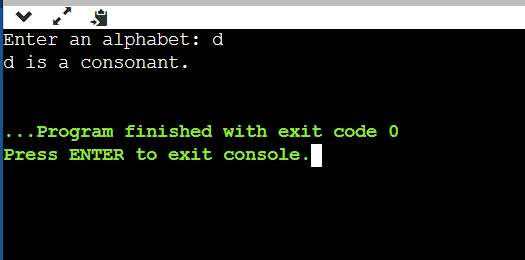 Enter an alphabet: d
d is a consonant.
...Program finished with exit code 0
Press ENTER to exit console.